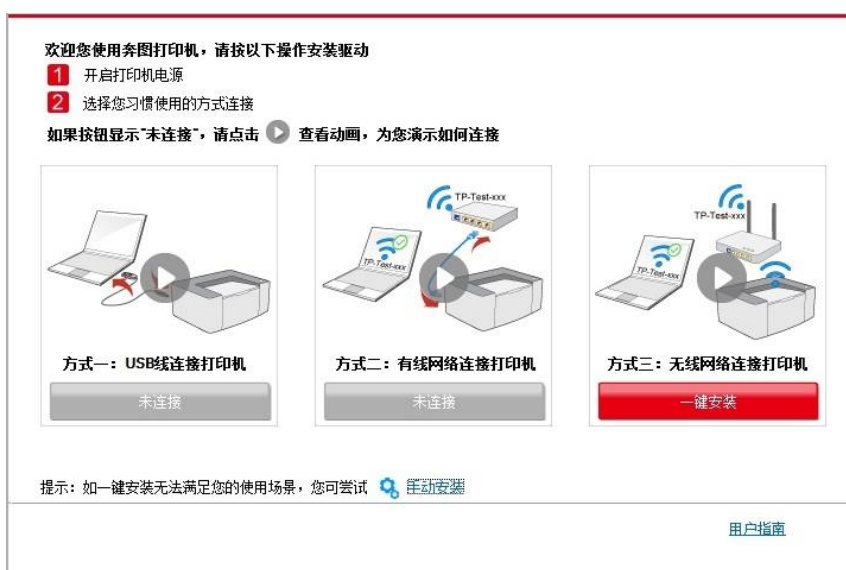 欢迎您使用奔图打印机，请按以下操作安装驱动
1 开启打印机电源
2 选择您习惯使用的方式连接
如果按钮显示"未连接"，请点击 查看动画，为您演示如何连接
TP-Test-xxx
TP-Test-xxx
TP-Test-xxx
TP-Test-xxx
方式一：USB线连接打印机
方式二：有线网络连接打印机
方式三：无线网络连接打印机
未连接
未连接
一键安装
提示：如一键安装无法满足您的使用场景，您可尝试 手动安装
用户指南